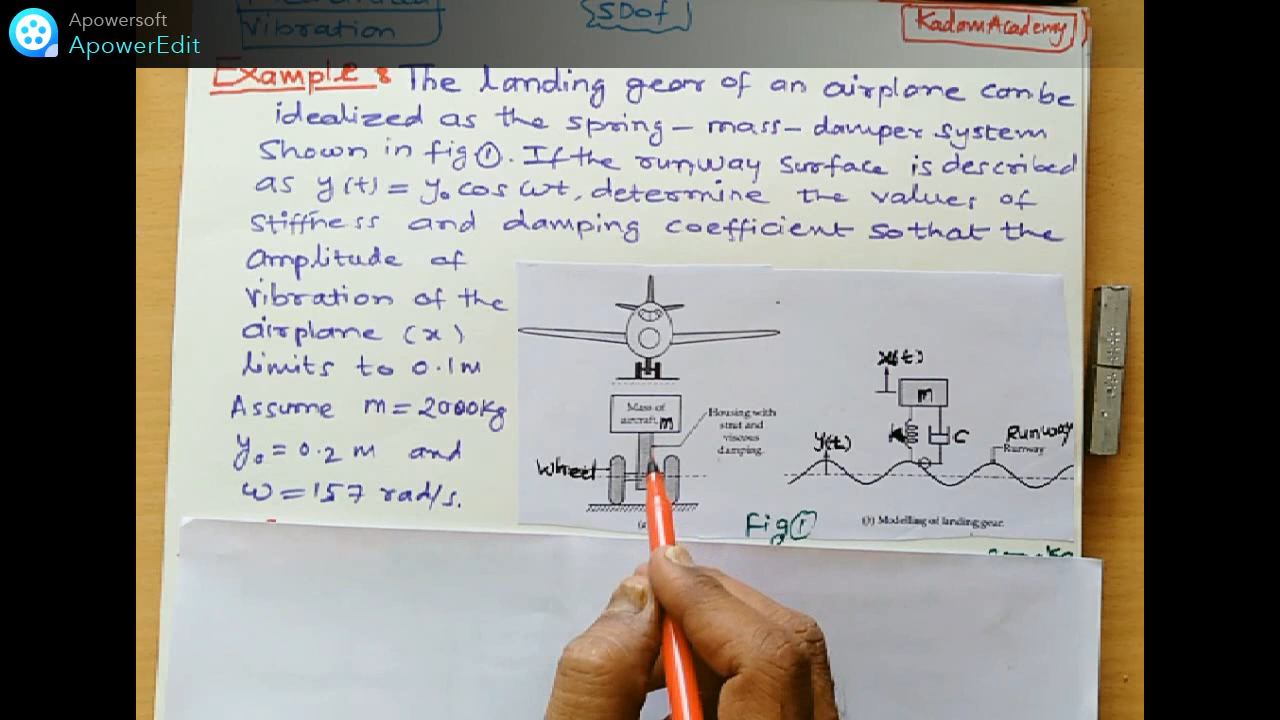 Apowersoft
ApowerEdit
Vibration
SDof
KadamAcademy
Example: The Landing gear of an airplane can be
idealized as the spring-mass-damper system
Shown in fig ①. If the runway surface is described
as y(t) = y₀ cos ωt, determine the values of
stiffness and damping coefficient so that the
amplitude of
vibration of the
airplane (x)
limits to 0.1m
Assume m = 2000kg
y₀ = 0.2 m and
ω = 157 rad/s.
Mass of
aircraft m
Housing with
strut and
viscous
damping.
Wheel
X(t)
m
K
C
y(t)
Runway
Runway
Fig ①
Modelling of landing gear.